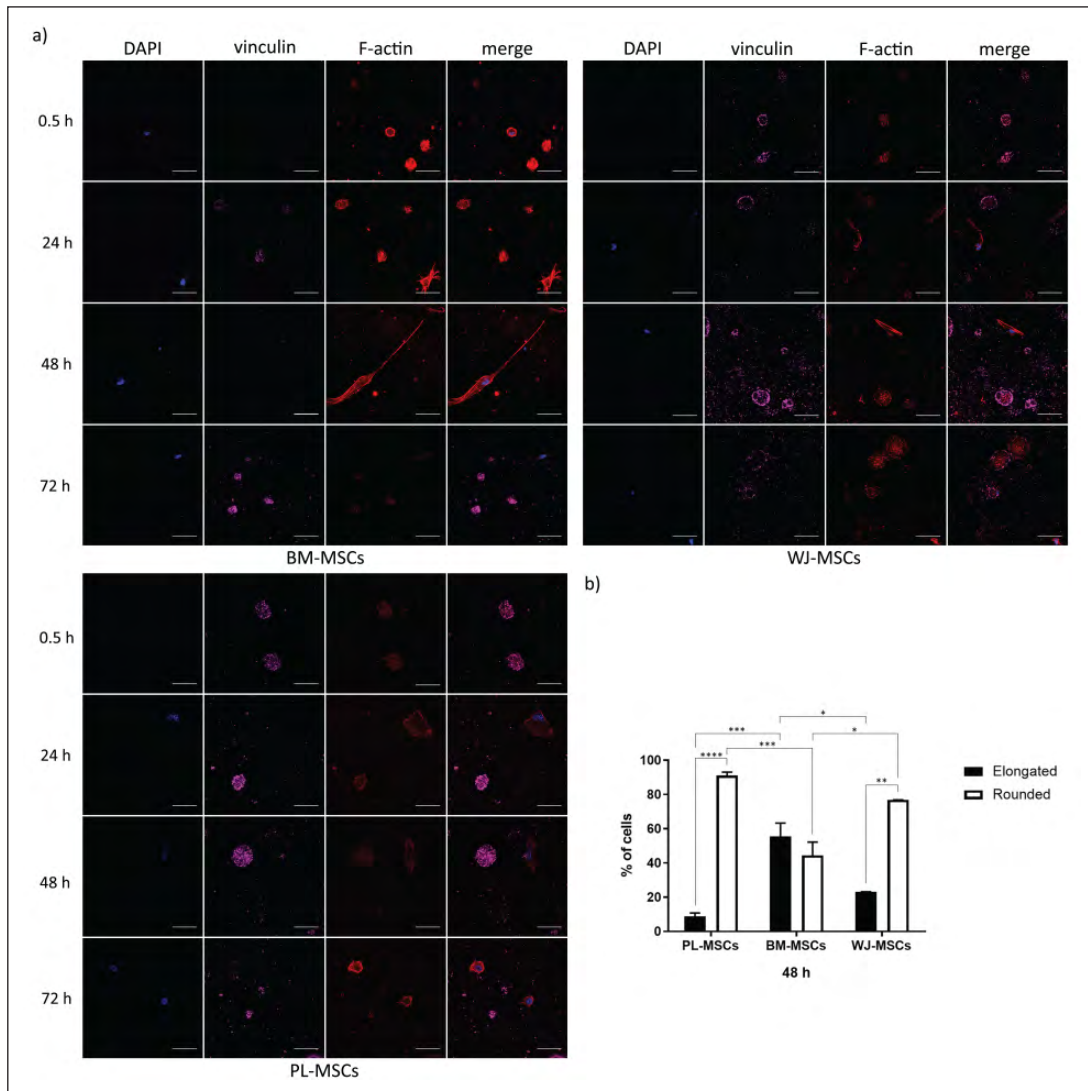 a)
DAPI vinculin F-actin merge DAPI vinculin F-actin merge
0.5 h
24 h
48 h
72 h
BM-MSCs WJ-MSCs
b)
0.5 h
24 h
48 h
72 h
PL-MSCs
*
*** *
**** *** **
100
80
60
40
20
0
% of cells
Elongated
Rounded
PL-MSCs BM-MSCs WJ-MSCs
48 h